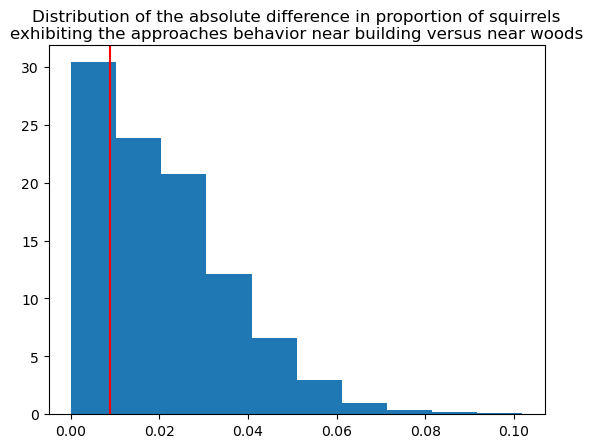 Distribution of the absolute difference in proportion of squirrels
exhibiting the approaches behavior near building versus near woods
30
25
20
15
10
5
0
0.00 0.02 0.04 0.06 0.08 0.10